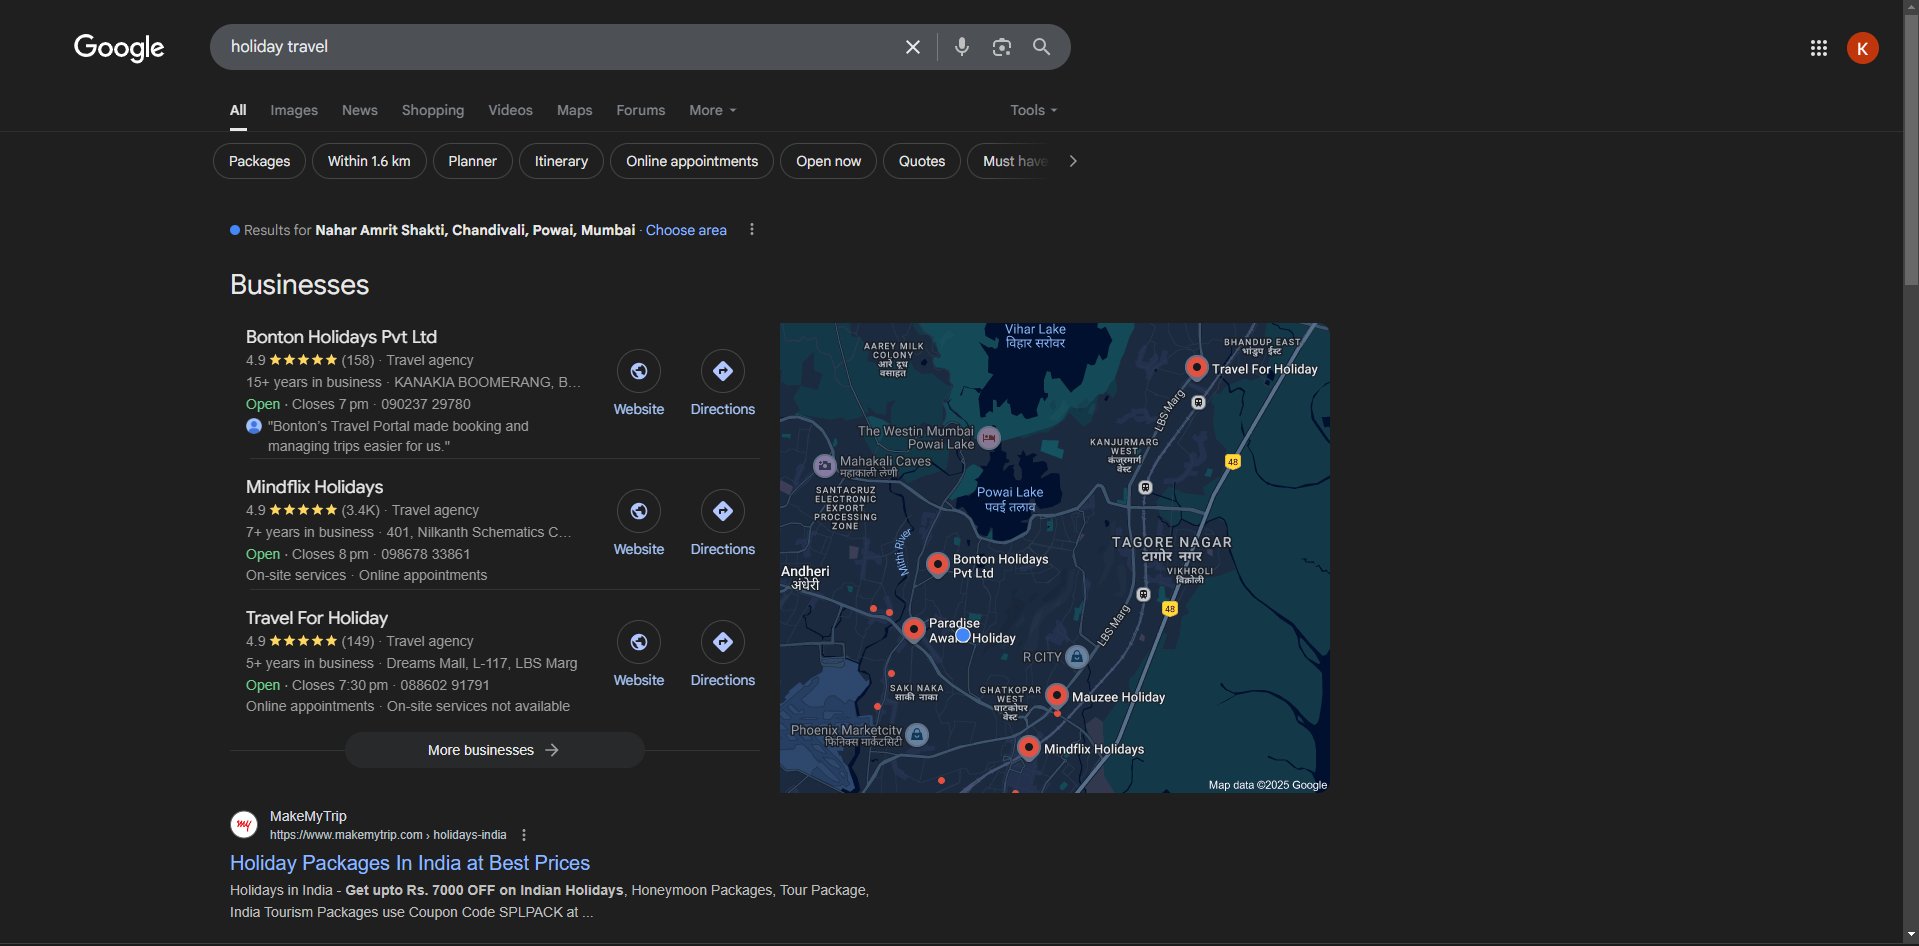 Google
holiday travel
K
All Images News Shopping Videos Maps Forums More Tools
Packages Within 1.6 km Planner Itinerary Online appointments Open now Quotes Must have
Results for Nahar Amrit Shakti, Chandivali, Powai, Mumbai · Choose area
Businesses
Bonton Holidays Pvt Ltd
4.9 (158) · Travel agency
15+ years in business · KANAKIA BOOMERANG, B...
Open · Closes 7 pm · 090237 29780
"Bonton's Travel Portal made booking and
managing trips easier for us."
Website Directions
Mindflix Holidays
4.9 (3.4K) · Travel agency
7+ years in business · 401, Nilkanth Schematics C...
Open · Closes 8 pm · 098678 33861
On-site services · Online appointments
Website Directions
Travel For Holiday
4.9 (149) · Travel agency
5+ years in business · Dreams Mall, L-117, LBS Marg
Open · Closes 7:30 pm · 088602 91791
Online appointments · On-site services not available
Website Directions
More businesses
Vihar Lake
विहार सरोवर
AAREY MILK
COLONY
आरे दूध
वसाहत
BHANDUP EAST
भांडुप ईस्ट
Travel For Holiday
LBS Marg
The Westin Mumbai
Powai Lake
KANJURMARG
WEST
कंजुरमार्ग
वेस्ट
48
Mahakali Caves
महाकाली लेणी
SANTACRUZ
ELECTRONIC
EXPORT
PROCESSING
ZONE
Powai Lake
पवई तलाव
Mithi River
TAGORE NAGAR
टागोर नगर
Bonton Holidays
Pvt Ltd
VIKHROLI
विक्रोली
Andheri
अंधेरी
48
LBS Marg
Paradise
Holiday
R CITY
SAKI NAKA
साकी नाका
GHATKOPAR
WEST
घाटकोपर
वेस्ट
Mauzee Holiday
Phoenix Marketcity
फिनिक्स मार्केटसिटी
Mindflix Holidays
Map data ©2025 Google
my
MakeMyTrip
https://www.makemytrip.com › holidays-india
Holiday Packages In India at Best Prices
Holidays in India - Get upto Rs. 7000 OFF on Indian Holidays, Honeymoon Packages, Tour Package,
India Tourism Packages use Coupon Code SPLPACK at ...